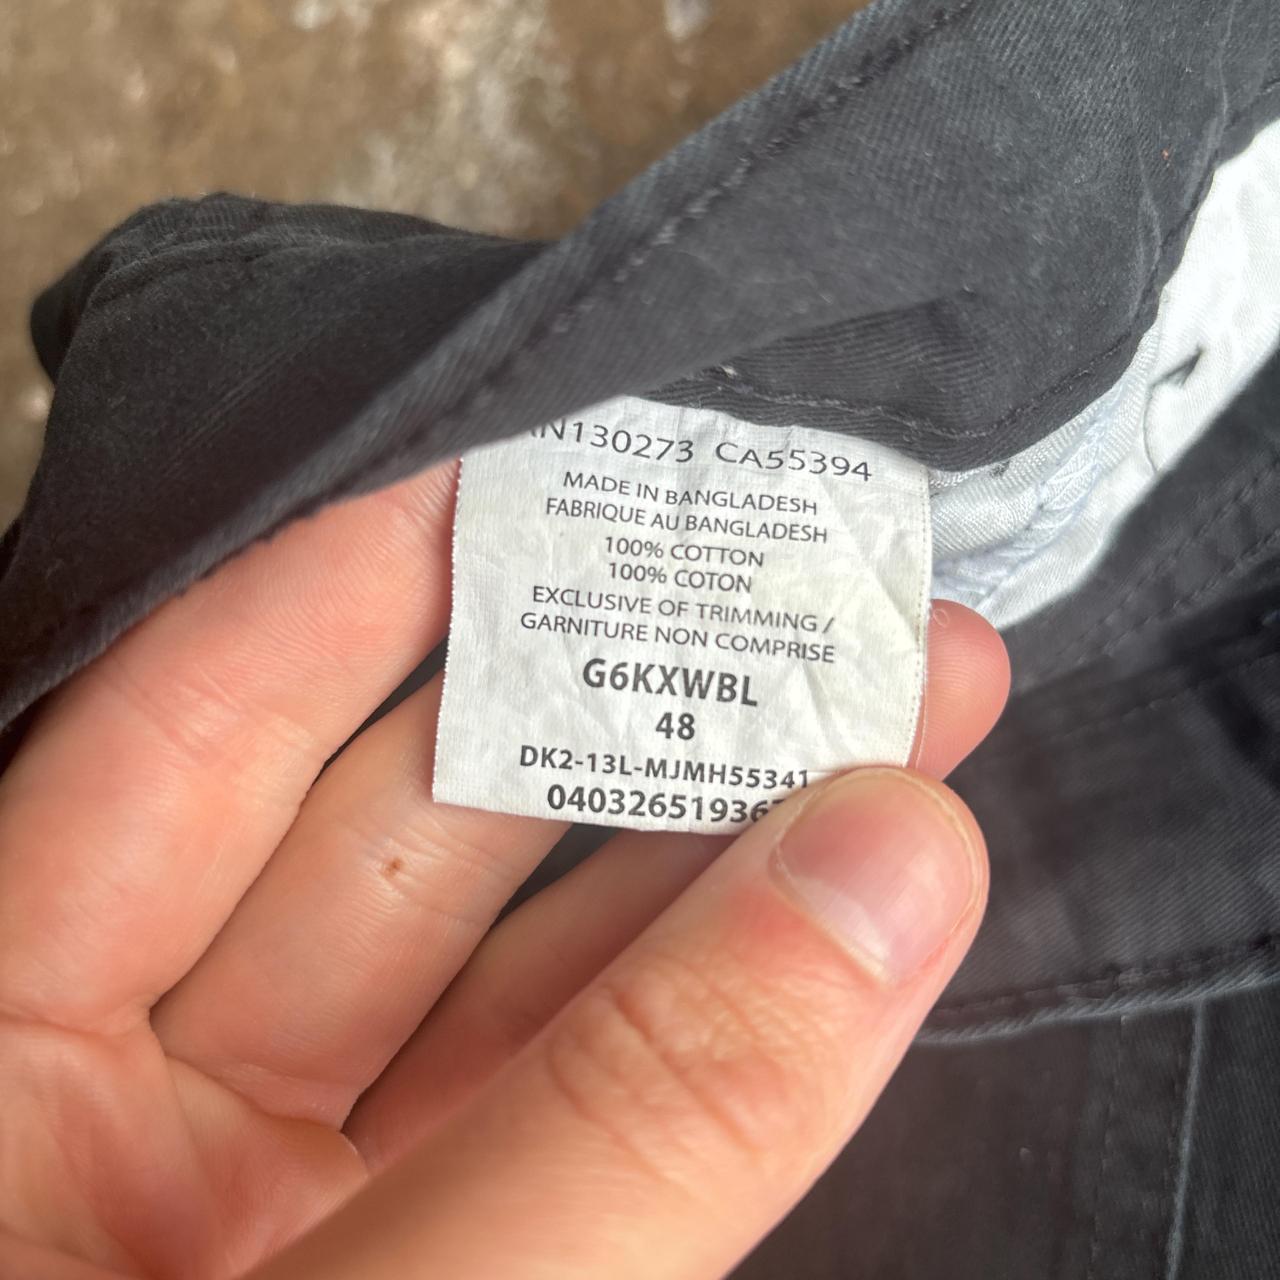 RN130273 CA55394
MADE IN BANGLADESH
FABRIQUE AU BANGLADESH
100% COTTON
100% COTON
EXCLUSIVE OF TRIMMING /
GARNITURE NON COMPRISE
G6KXWBL
48
DK2-13L-MJMH55341
04032651936